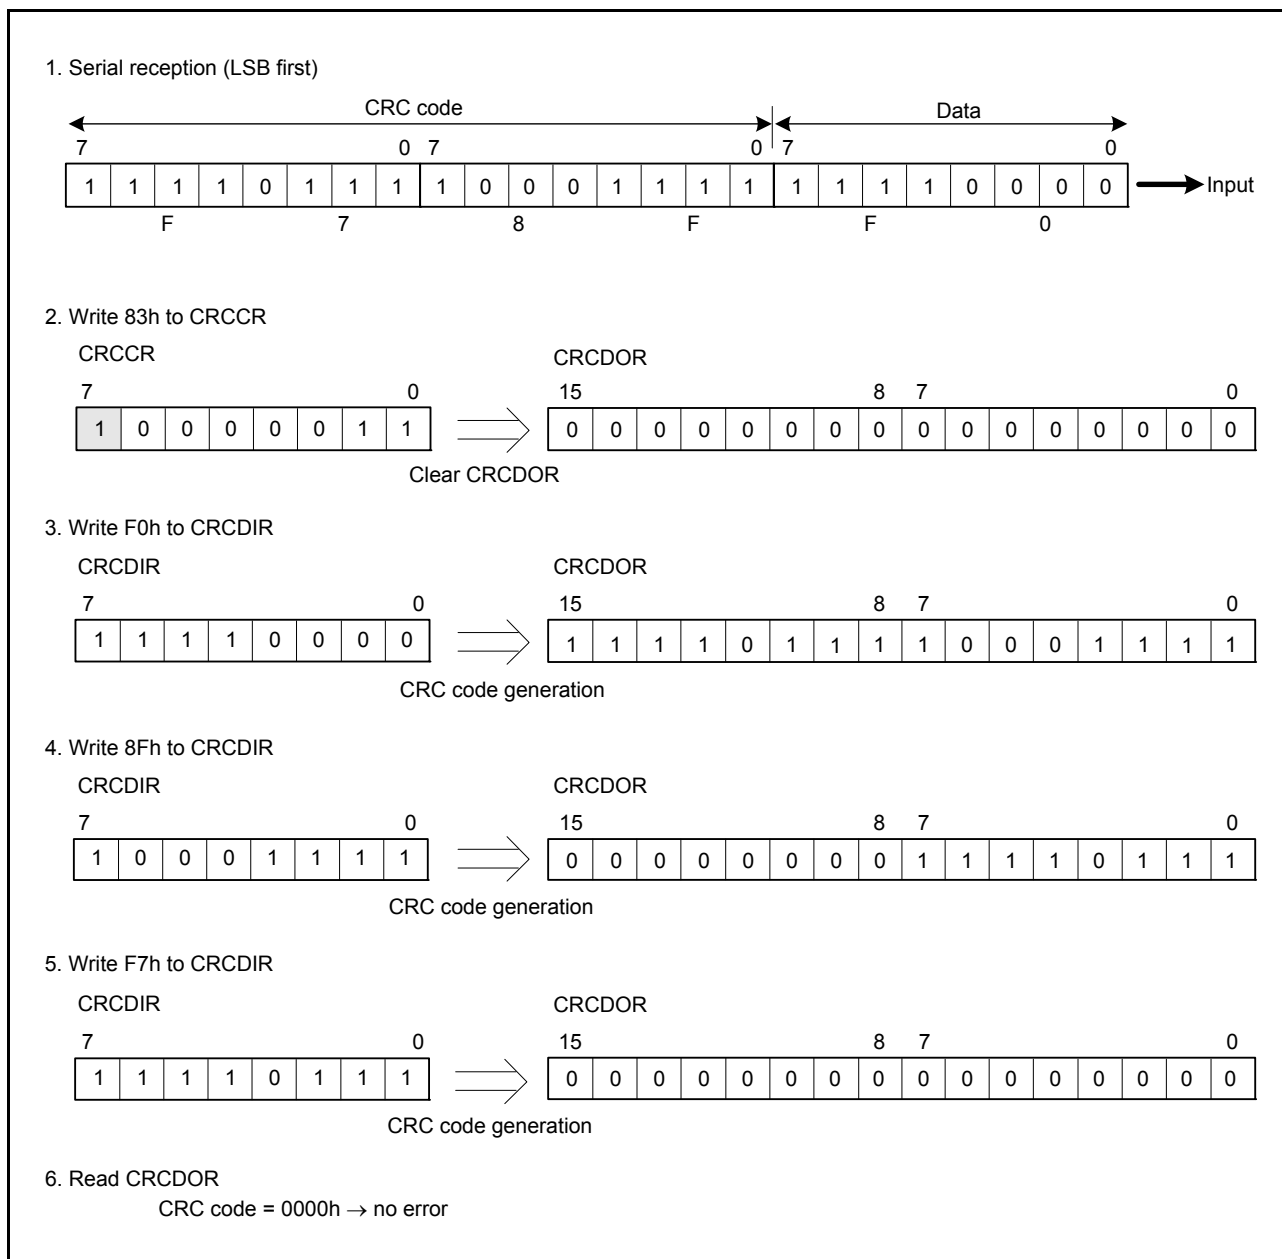 1. Serial reception (LSB first)
CRC code Data
7 0 7 0 7 0
1 1 1 1 0 1 1 1 1 0 0 0 1 1 1 1 1 1 1 1 0 0 0 0 Input
F 7 8 F F 0
2. Write 83h to CRCCR
CRCCR CRCDOR
7 0 15 8 7 0
1 0 0 0 0 0 1 1 0 0 0 0 0 0 0 0 0 0 0 0 0 0 0 0
Clear CRCDOR
3. Write F0h to CRCDIR
CRCDIR CRCDOR
7 0 15 8 7 0
1 1 1 1 0 0 0 0 1 1 1 1 0 1 1 1 1 0 0 0 1 1 1 1
CRC code generation
4. Write 8Fh to CRCDIR
CRCDIR CRCDOR
7 0 15 8 7 0
1 0 0 0 1 1 1 1 0 0 0 0 0 0 0 0 1 1 1 1 0 1 1 1
CRC code generation
5. Write F7h to CRCDIR
CRCDIR CRCDOR
7 0 15 8 7 0
1 1 1 1 0 1 1 1 0 0 0 0 0 0 0 0 0 0 0 0 0 0 0 0
CRC code generation
6. Read CRCDOR
CRC code = 0000h → no error